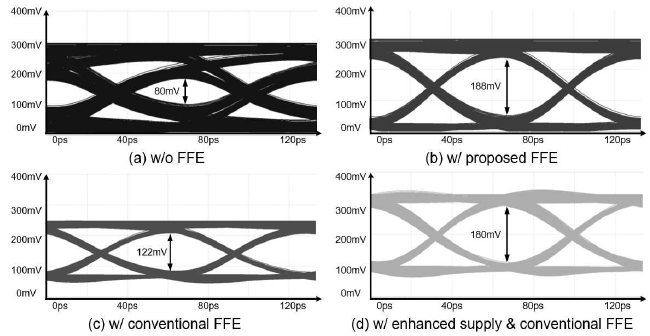 400mV
300mV
200mV
100mV
0mV
80mV
0ps 40ps 80ps 120ps
(a) w/o FFE
400mV
300mV
200mV
100mV
0mV
188mV
0ps 40ps 80ps 120ps
(b) w/ proposed FFE
400mV
300mV
200mV
100mV
0mV
122mV
0ps 40ps 80ps 120ps
(c) w/ conventional FFE
400mV
300mV
200mV
100mV
0mV
180mV
0ps 40ps 80ps 120ps
(d) w/ enhanced supply & conventional FFE